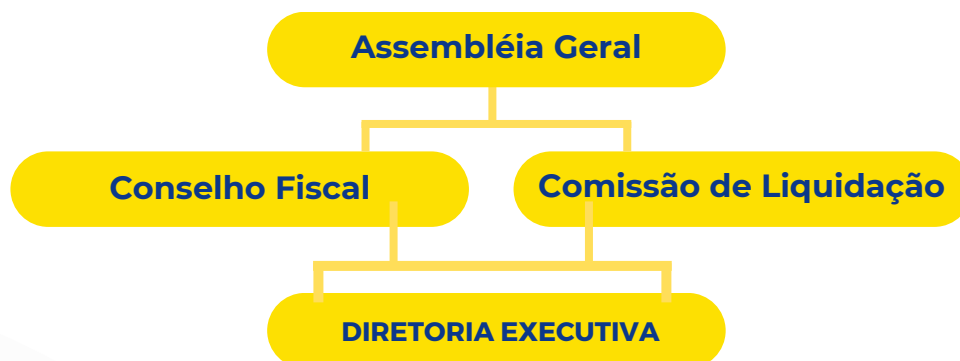 Assembléia Geral
Conselho Fiscal
Comissão de Liquidação
DIRETORIA EXECUTIVA